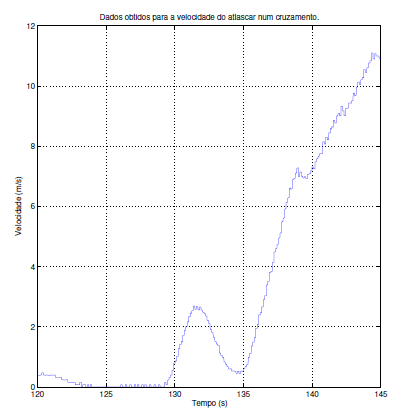 Dados obtidos para a velocidade do atlascar num cruzamento.
12
10
8
6
4
2
0
Velocidade (m/s)
120 125 130 135 140 145
Tempo (s)